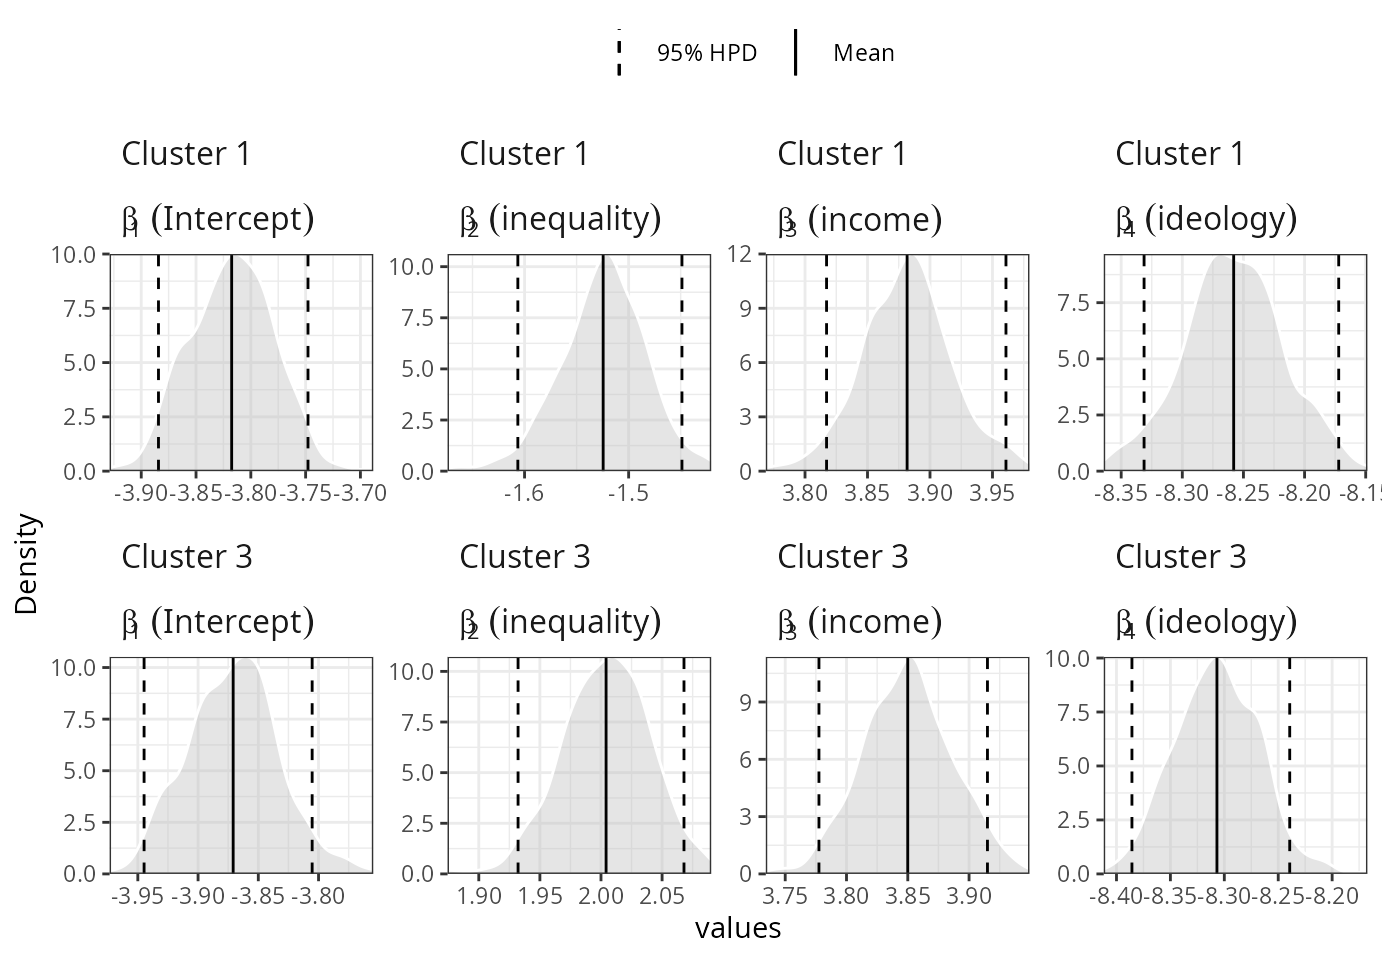 95% HPD Mean
Cluster 1 Cluster 1 Cluster 1 Cluster 1
β1 (Intercept) β2 (inequality) β3 (income) β4 (ideology)
10.0
7.5
5.0
2.5
0.0
-3.90 -3.85 -3.80 -3.75 -3.70
10.0
7.5
5.0
2.5
0.0
-1.6 -1.5
12
9
6
3
0
3.80 3.85 3.90 3.95
7.5
5.0
2.5
0.0
-8.35 -8.30 -8.25 -8.20 -8.15
Density
Cluster 3 Cluster 3 Cluster 3 Cluster 3
β1 (Intercept) β2 (inequality) β3 (income) β4 (ideology)
10.0
7.5
5.0
2.5
0.0
-3.95 -3.90 -3.85 -3.80
10.0
7.5
5.0
2.5
0.0
1.90 1.95 2.00 2.05
9
6
3
0
3.75 3.80 3.85 3.90
10.0
7.5
5.0
2.5
0.0
-8.40 -8.35 -8.30 -8.25 -8.20
values